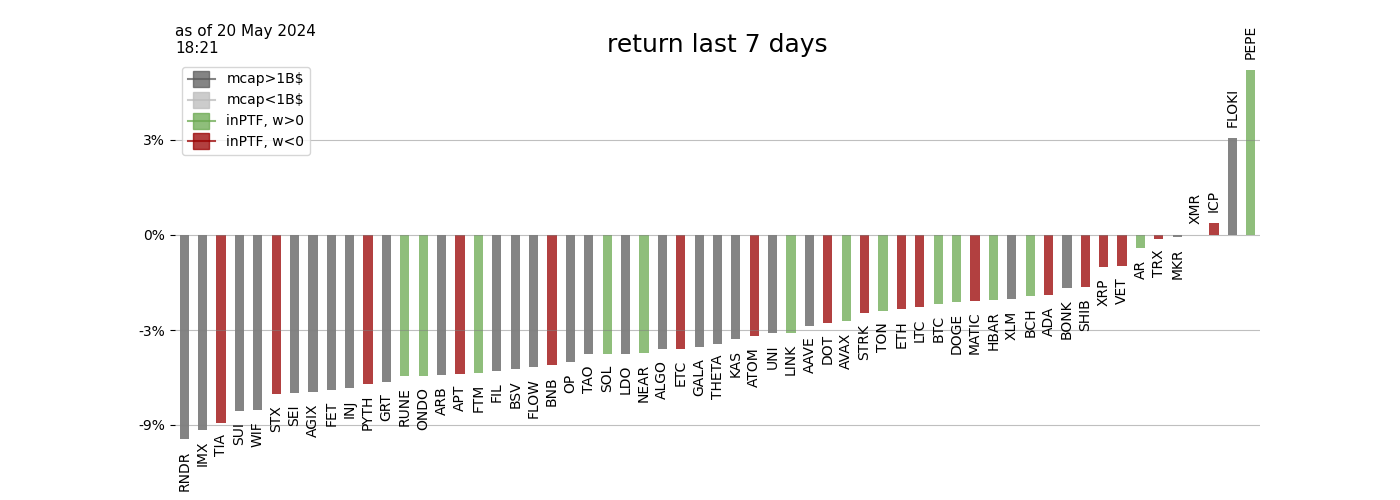 as of 20 May 2024
18:21
return last 7 days
mcap>1B$
mcap<1B$
inPTF, w>0
inPTF, w<0
3%
0%
-3%
-9%
RNDR
IMX
TIA
SUI
WIF
STX
SEI
AGIX
FET
INJ
PYTH
GRT
RUNE
ONDO
ARB
APT
FTM
FIL
BSV
FLOW
BNB
OP
TAO
SOL
LDO
NEAR
ALGO
ETC
GALA
THETA
KAS
ATOM
UNI
LINK
AAVE
DOT
AVAX
STRK
TON
ETH
LTC
BTC
DOGE
MATIC
HBAR
XLM
BCH
ADA
BONK
SHIB
XRP
VET
AR
TRX
MKR
XMR
ICP
FLOKI
PEPE